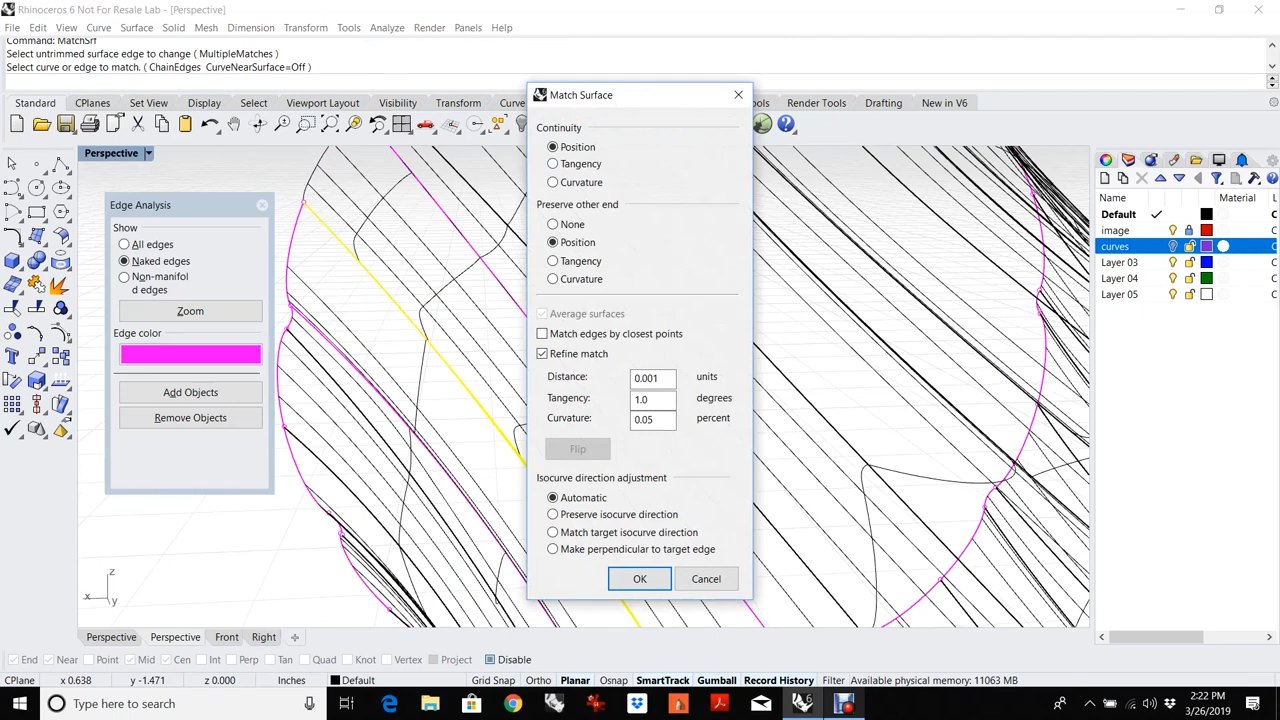 Rhinoceros 6 Not For Resale Lab - [Perspective]
File Edit View Curve Surface Solid Mesh Dimension Transform Tools Analyze Render Panels Help
Command: MatchSrf
Select untrimmed surface edge to change ( MultipleMatches )
Select curve or edge to match. ( ChainEdges CurveNearSurface=Off )
Standard CPlanes Set View Display Select Viewport Layout Visibility Transform Curve ols Render Tools Drafting New in V6
Perspective
Edge Analysis
Show
All edges
Naked edges
Non-manifol
d edges
Zoom
Edge color
Add Objects
Remove Objects
Match Surface
Continuity
Position
Tangency
Curvature
Preserve other end
None
Position
Tangency
Curvature
Average surfaces
Match edges by closest points
Refine match
Distance: 0.001 units
Tangency: 1.0 degrees
Curvature: 0.05 percent
Flip
Isocurve direction adjustment
Automatic
Preserve isocurve direction
Match target isocurve direction
Make perpendicular to target edge
OK Cancel
Name Material L
Default
image
curves
Layer 03
Layer 04
Layer 05
z
x
y
Perspective Perspective Front Right
End Near Point Mid Cen Int Perp Tan Quad Knot Vertex Project Disable
CPlane x 0.638 y -1.471 z 0.000 Inches Default Grid Snap Ortho Planar Osnap SmartTrack Gumball Record History Filter Available physical memory: 11063 MB
Type here to search
2:22 PM
3/26/2019